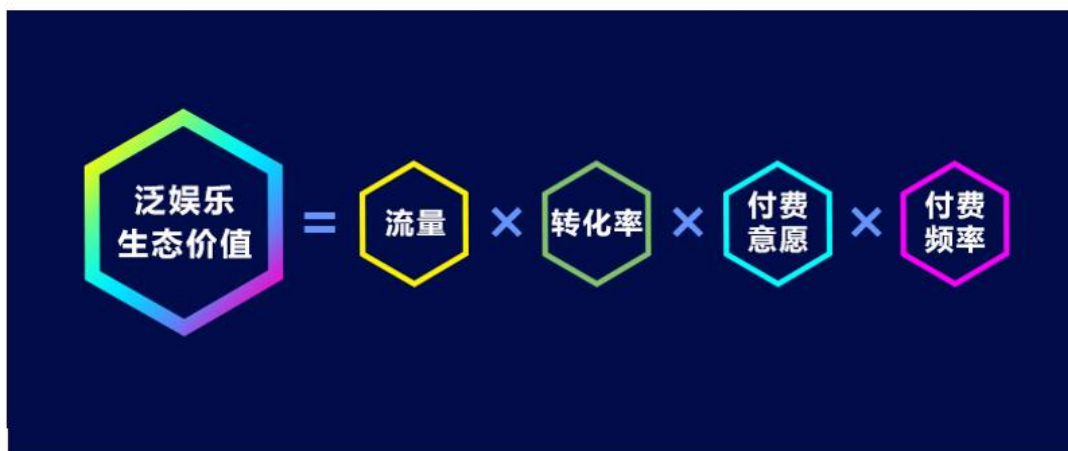 泛娱乐
生态价值
=
流量
×
转化率
×
付费
意愿
×
付费
频率